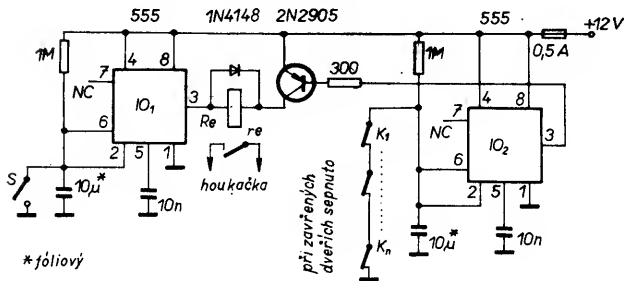 555 1N4148 2N2905 555
+12V
0,5 A
1M
4 8
7
NC
IO₁
3
6
2 5 1
Re
re
houkačka
S
10µ*
10n
300
1M
K₁
Kₙ
při zavřených
dveřích sepnuto
4 8
7
NC
IO₂
3
6
2 5 1
10µ*
10n
* fóliový